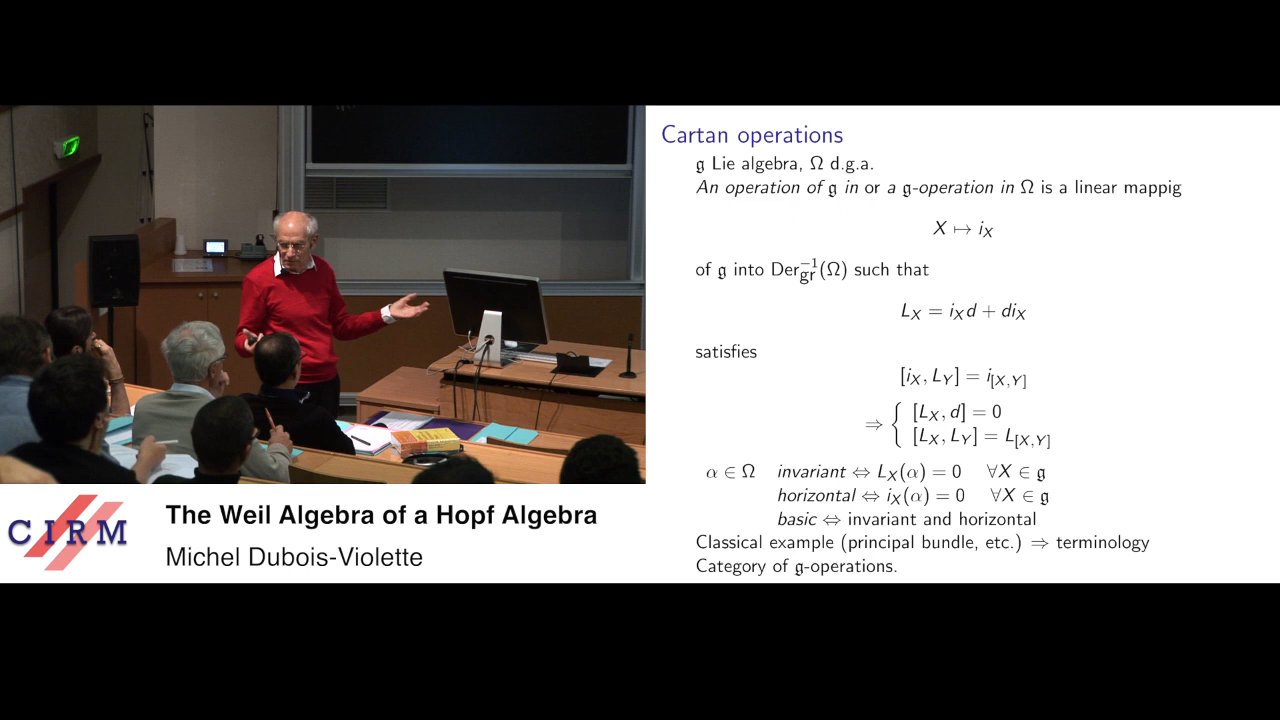 Cartan operations
𝔤 Lie algebra, Ω d.g.a.
An operation of 𝔤 in or a 𝔤-operation in Ω is a linear mappig
X ↦ i_X
of 𝔤 into Der_gr^{-1}(Ω) such that
L_X = i_X d + di_X
satisfies
[i_X, L_Y] = i_{[X,Y]}
⇒ { [L_X, d] = 0
[L_X, L_Y] = L_{[X,Y]}
α ∈ Ω invariant ⇔ L_X(α) = 0 ∀X ∈ 𝔤
horizontal ⇔ i_X(α) = 0 ∀X ∈ 𝔤
basic ⇔ invariant and horizontal
Classical example (principal bundle, etc.) ⇒ terminology
Category of 𝔤-operations.
CIRM
The Weil Algebra of a Hopf Algebra
Michel Dubois-Violette